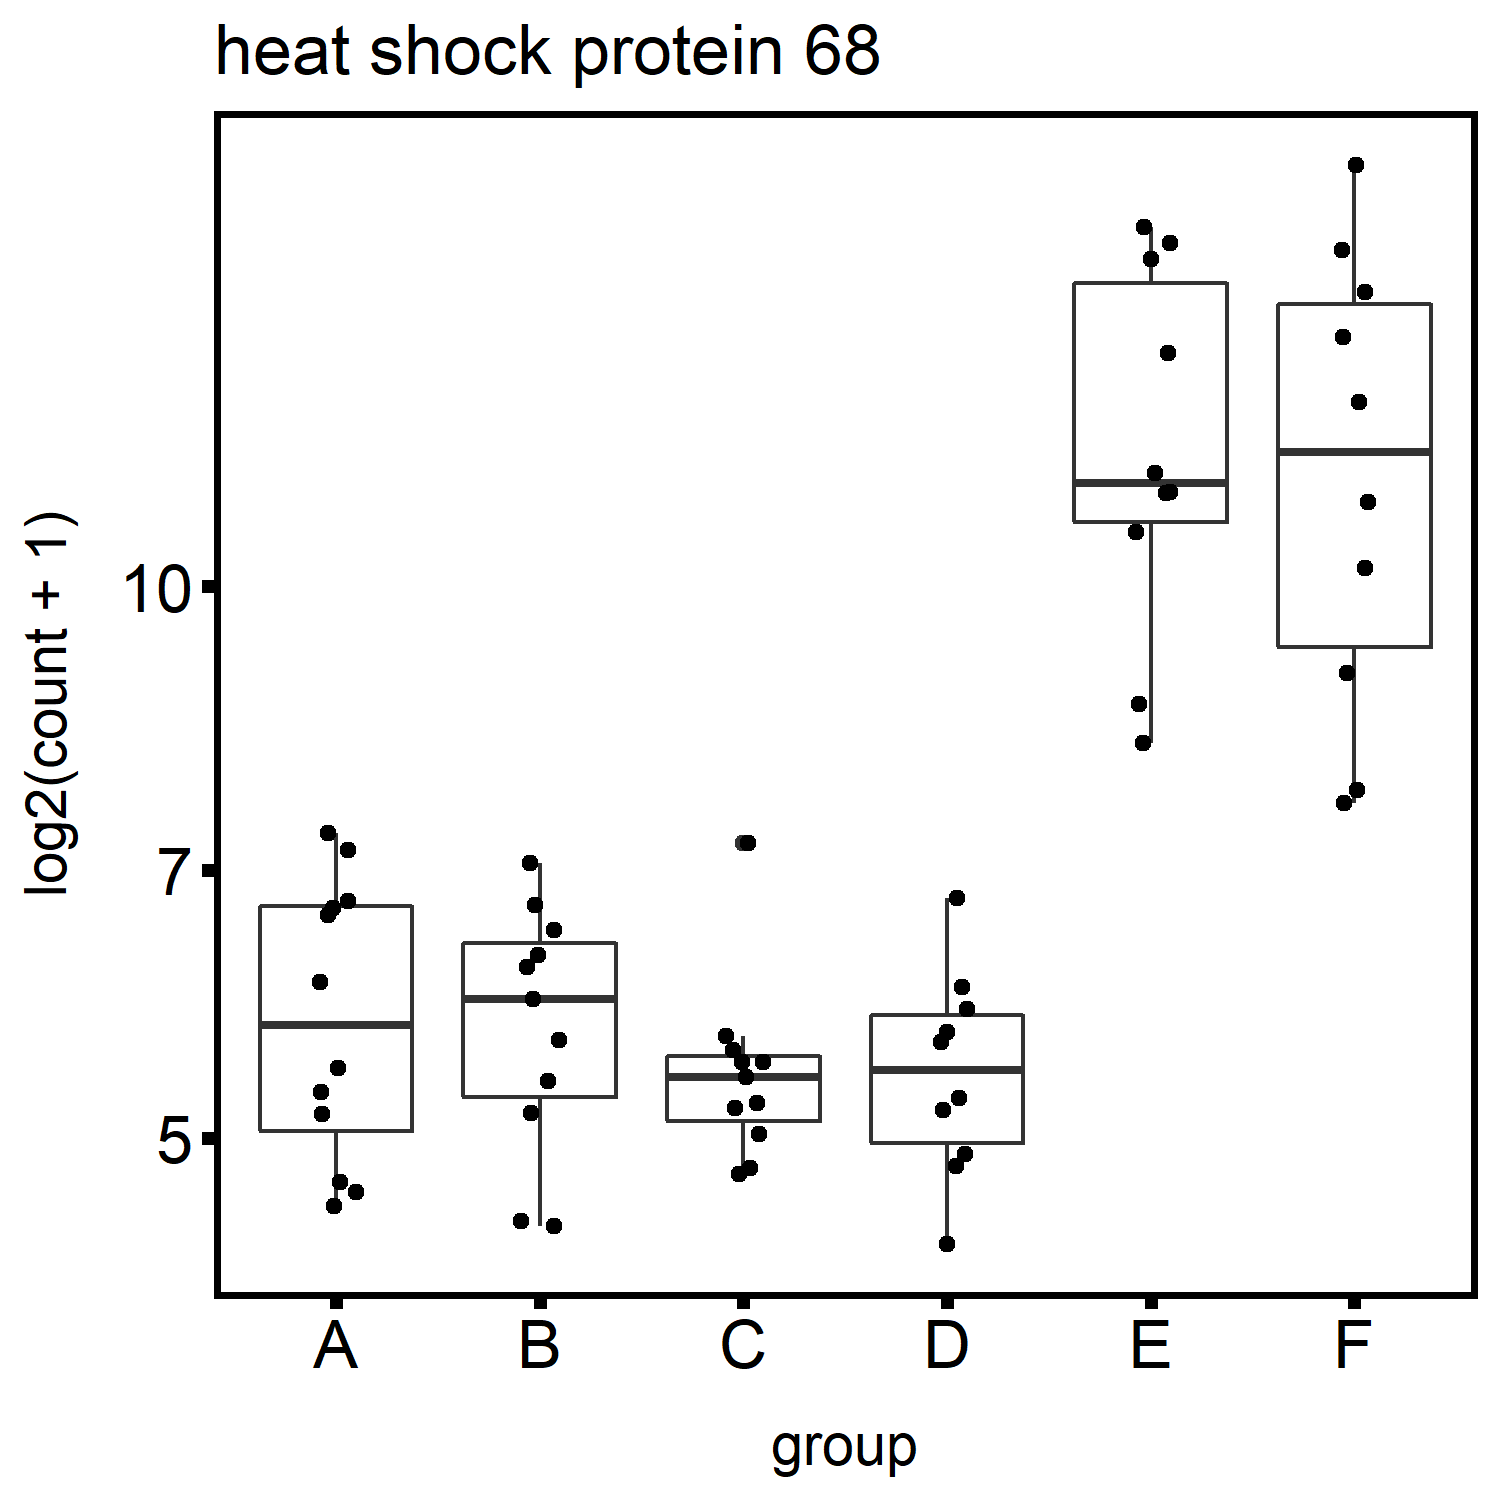 heat shock protein 68
log2(count + 1)
10
7
5
A B C D E F
group